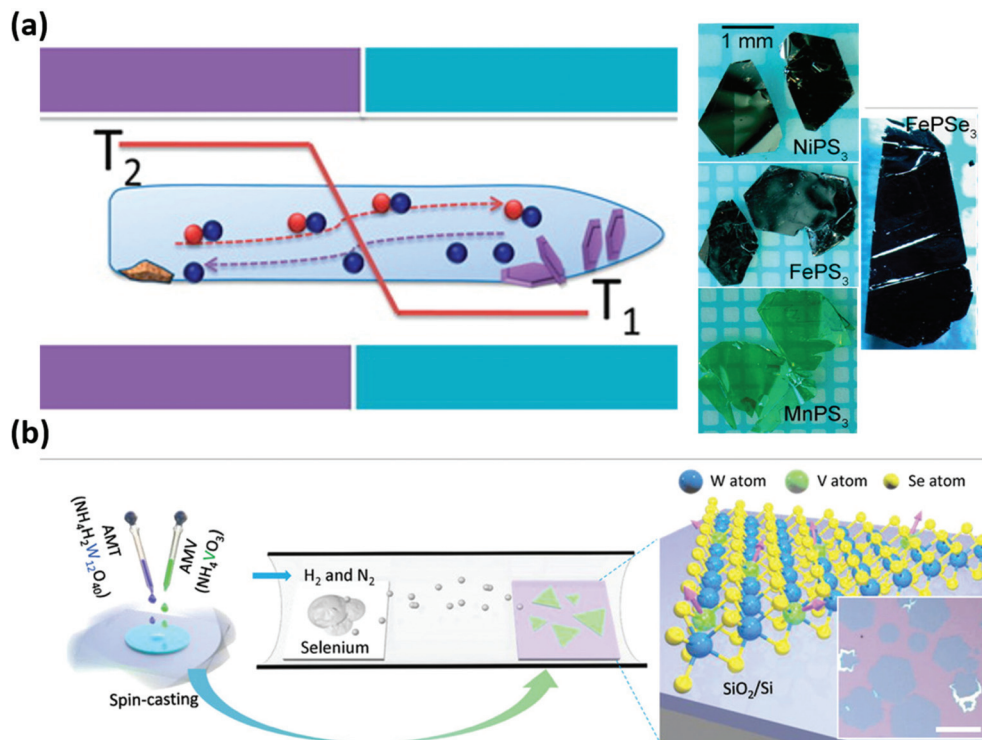 (a)
1 mm
T2
T1
NiPS3
FePS3
MnPS3
FePSe3
(b)
AMT
(NH4H2W12O40)
AMV
(NH4VO3)
Spin-casting
H2 and N2
Selenium
W atom V atom Se atom
SiO2/Si